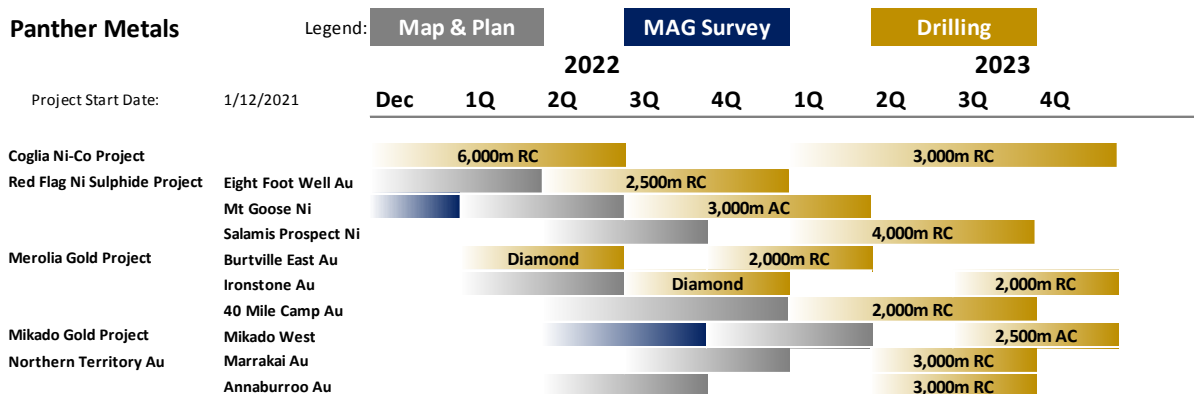 Panther Metals Legend: Map & Plan MAG Survey Drilling
2022 2023
Project Start Date: 1/12/2021 Dec 1Q 2Q 3Q 4Q 1Q 2Q 3Q 4Q
Coglia Ni-Co Project 6,000m RC 3,000m RC
Red Flag Ni Sulphide Project Eight Foot Well Au 2,500m RC
Mt Goose Ni 3,000m AC
Salamis Prospect Ni 4,000m RC
Merolia Gold Project Burtville East Au Diamond 2,000m RC
Ironstone Au Diamond 2,000m RC
40 Mile Camp Au 2,000m RC
Mikado Gold Project Mikado West 2,500m AC
Northern Territory Au Marrakai Au 3,000m RC
Annaburroo Au 3,000m RC